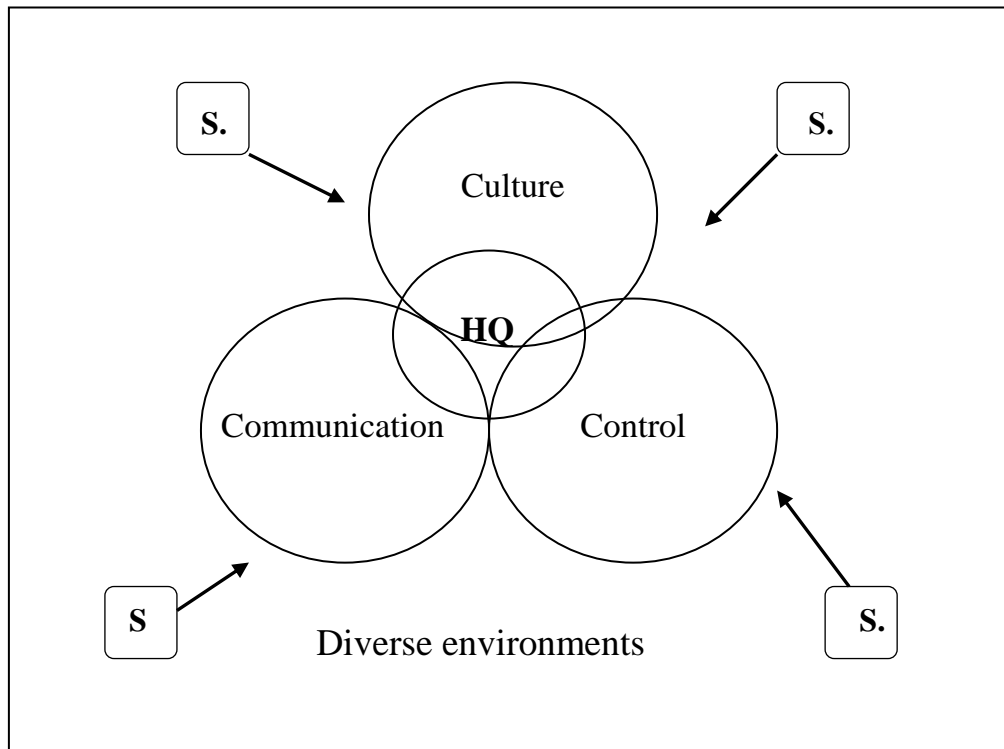 S.
S.
Culture
HQ
Communication
Control
S
S.
Diverse environments